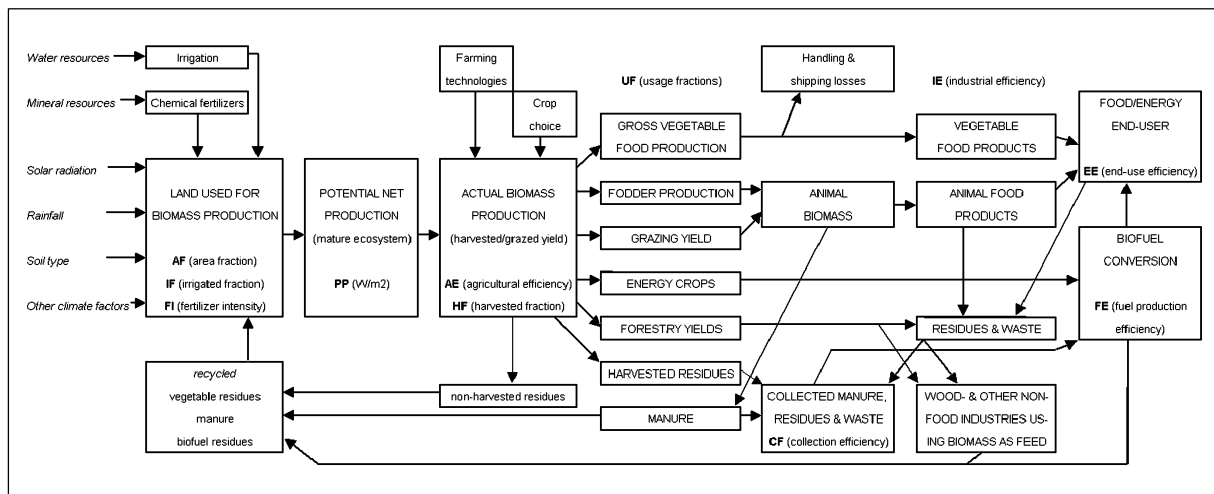 Water resources
Irrigation
Mineral resources
Chemical fertilizers
Solar radiation
Rainfall
Soil type
Other climate factors
LAND USED FOR
BIOMASS PRODUCTION
AF (area fraction)
IF (irrigated fraction)
FI (fertilizer intensity)
recycled
vegetable residues
manure
biofuel residues
POTENTIAL NET
PRODUCTION
(mature ecosystem)
PP (W/m2)
Farming
technologies
Crop
choice
ACTUAL BIOMASS
PRODUCTION
(harvested/grazed yield)
AE (agricultural efficiency)
HF (harvested fraction)
non-harvested residues
UF (usage fractions)
GROSS VEGETABLE
FOOD PRODUCTION
FODDER PRODUCTION
GRAZING YIELD
ENERGY CROPS
FORESTRY YIELDS
HARVESTED RESIDUES
MANURE
Handling &
shipping losses
ANIMAL
BIOMASS
COLLECTED MANURE,
RESIDUES & WASTE
CF (collection efficiency)
IE (industrial efficiency)
VEGETABLE
FOOD PRODUCTS
ANIMAL FOOD
PRODUCTS
RESIDUES & WASTE
WOOD- & OTHER NON-
FOOD INDUSTRIES US-
ING BIOMASS AS FEED
FOOD/ENERGY
END-USER
EE (end-use efficiency)
BIOFUEL
CONVERSION
FE (fuel production
efficiency)